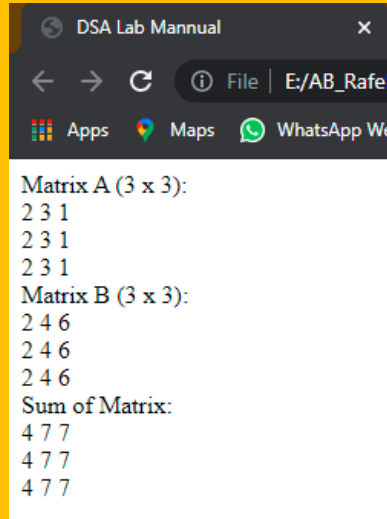 DSA Lab Mannual
File E:/AB_Rafe
Apps Maps WhatsApp We
Matrix A (3 x 3):
2 3 1
2 3 1
2 3 1
Matrix B (3 x 3):
2 4 6
2 4 6
2 4 6
Sum of Matrix:
4 7 7
4 7 7
4 7 7